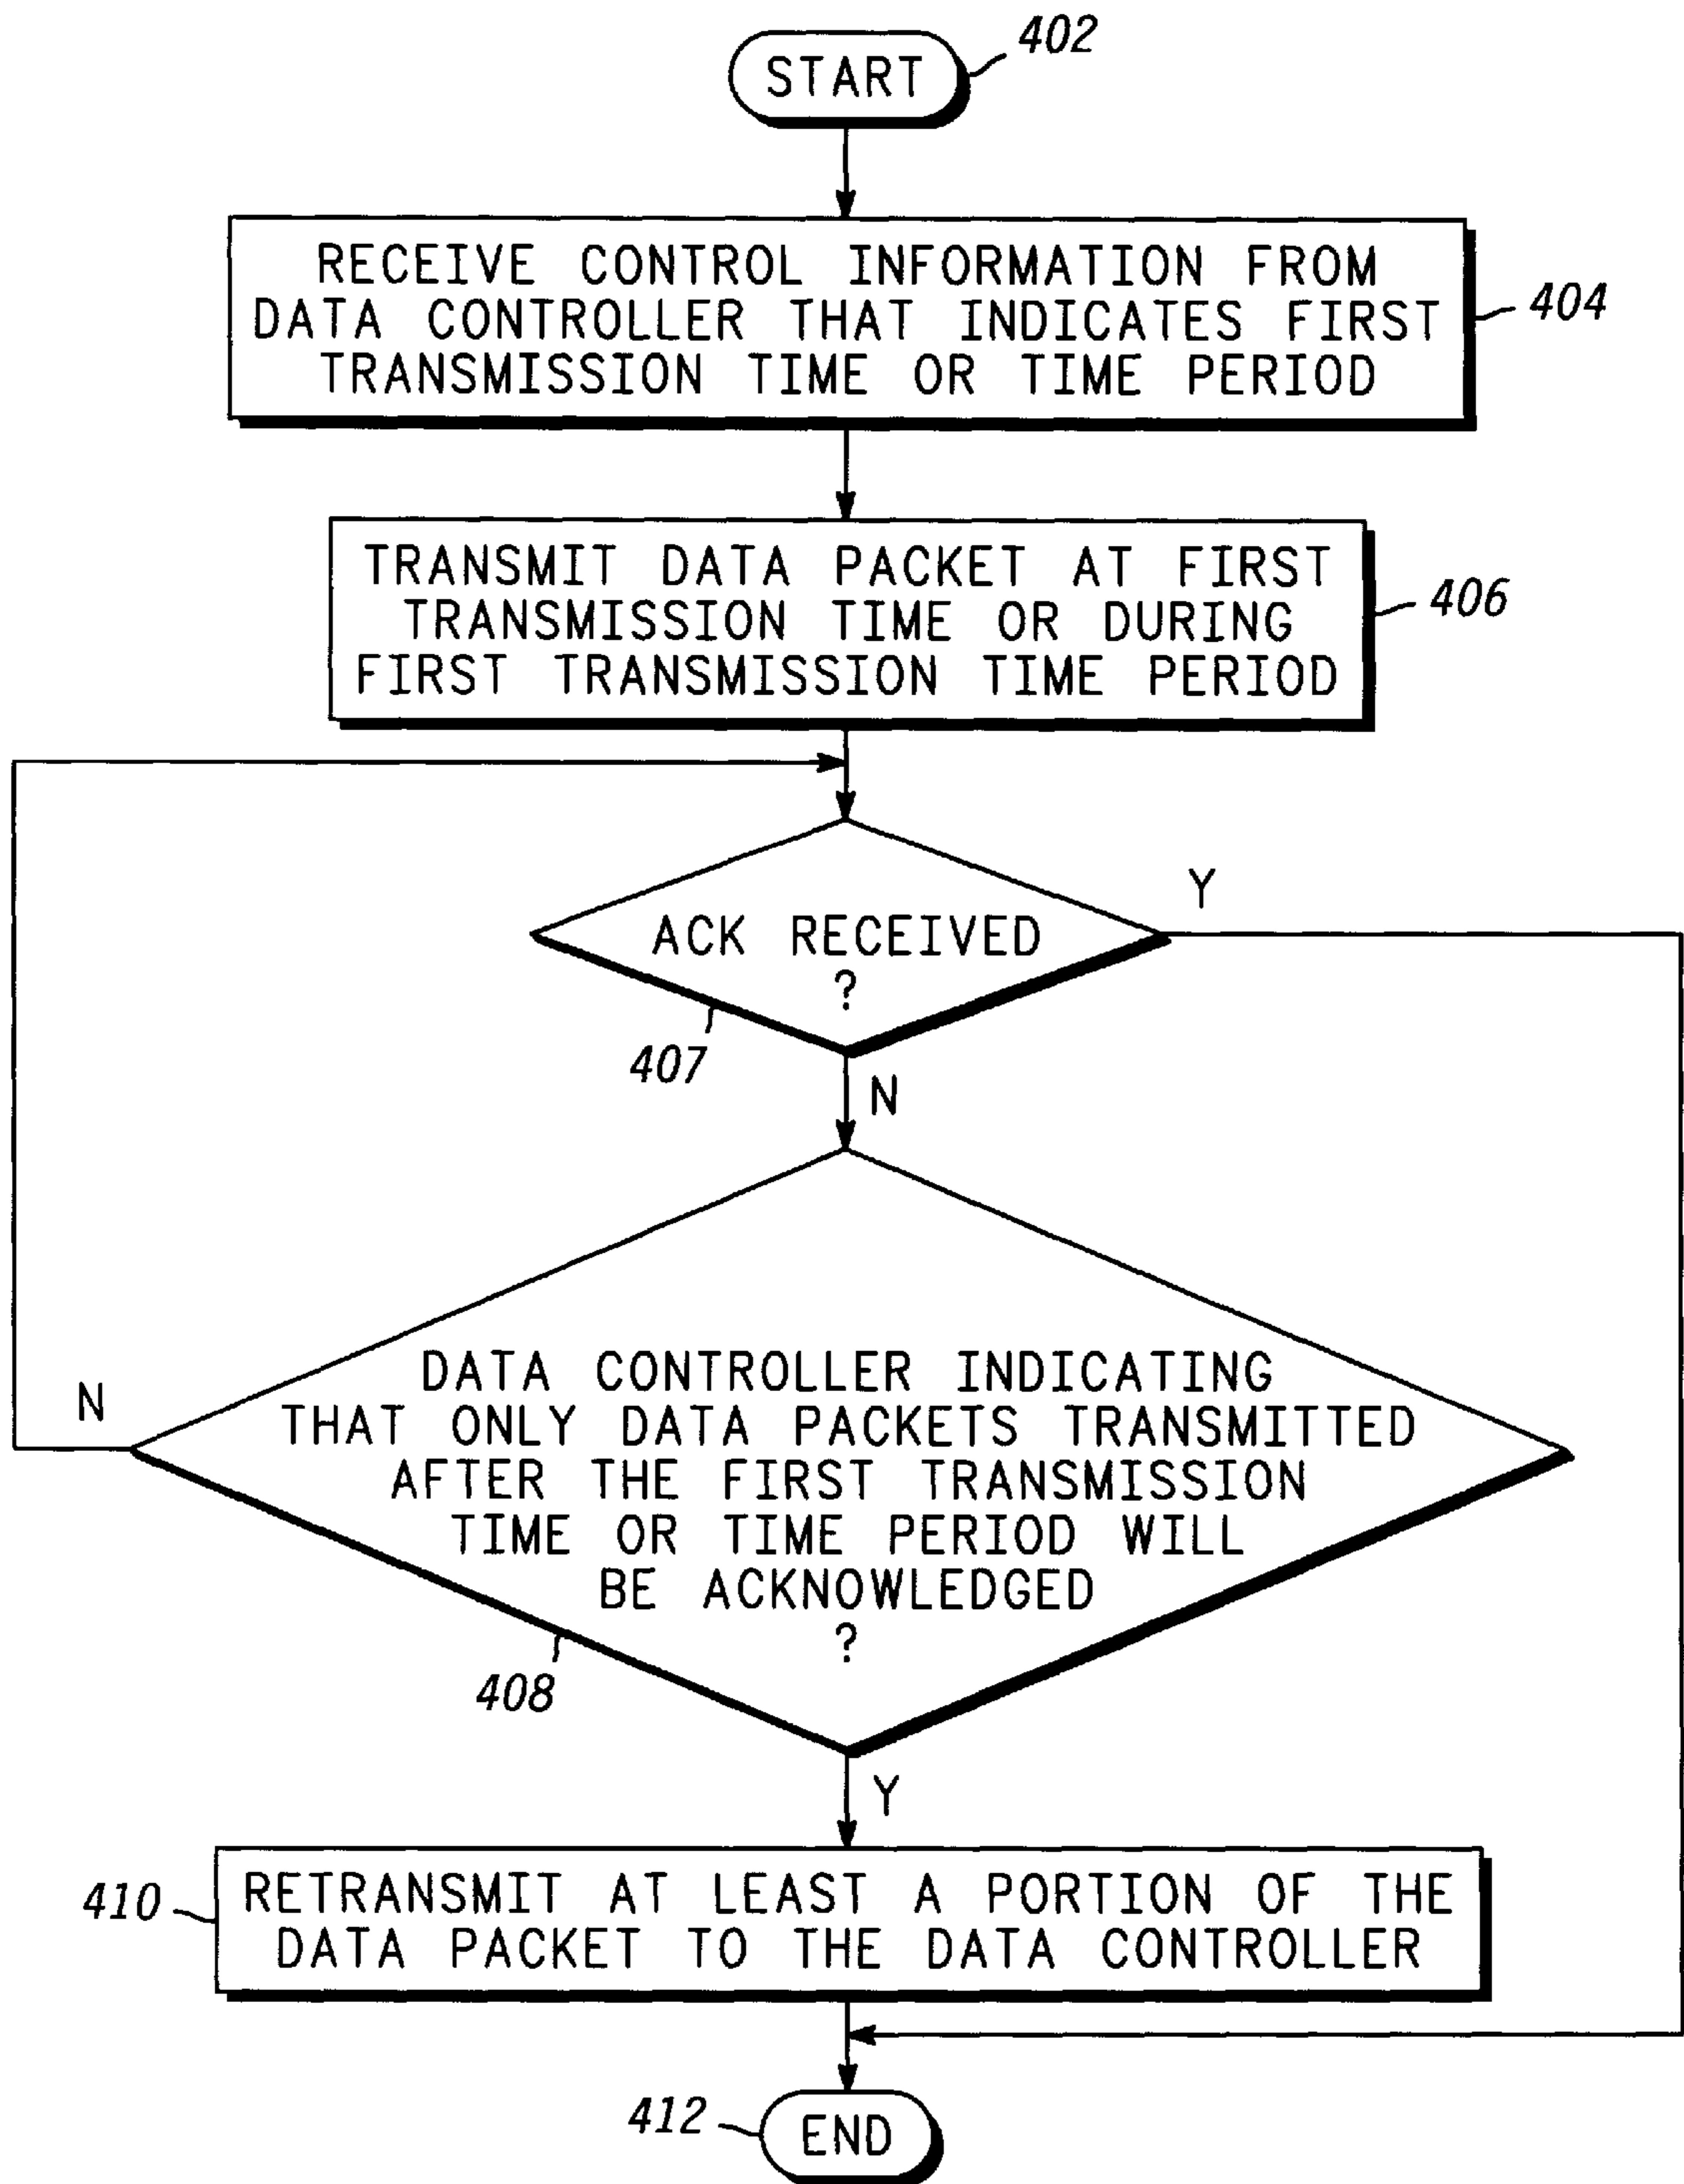 START
402
RECEIVE CONTROL INFORMATION FROM
DATA CONTROLLER THAT INDICATES FIRST
TRANSMISSION TIME OR TIME PERIOD
404
TRANSMIT DATA PACKET AT FIRST
TRANSMISSION TIME OR DURING
FIRST TRANSMISSION TIME PERIOD
406
ACK RECEIVED
?
Y
407
N
DATA CONTROLLER INDICATING
THAT ONLY DATA PACKETS TRANSMITTED
AFTER THE FIRST TRANSMISSION
TIME OR TIME PERIOD WILL
BE ACKNOWLEDGED
?
N
408
Y
410
RETRANSMIT AT LEAST A PORTION OF THE
DATA PACKET TO THE DATA CONTROLLER
412
END